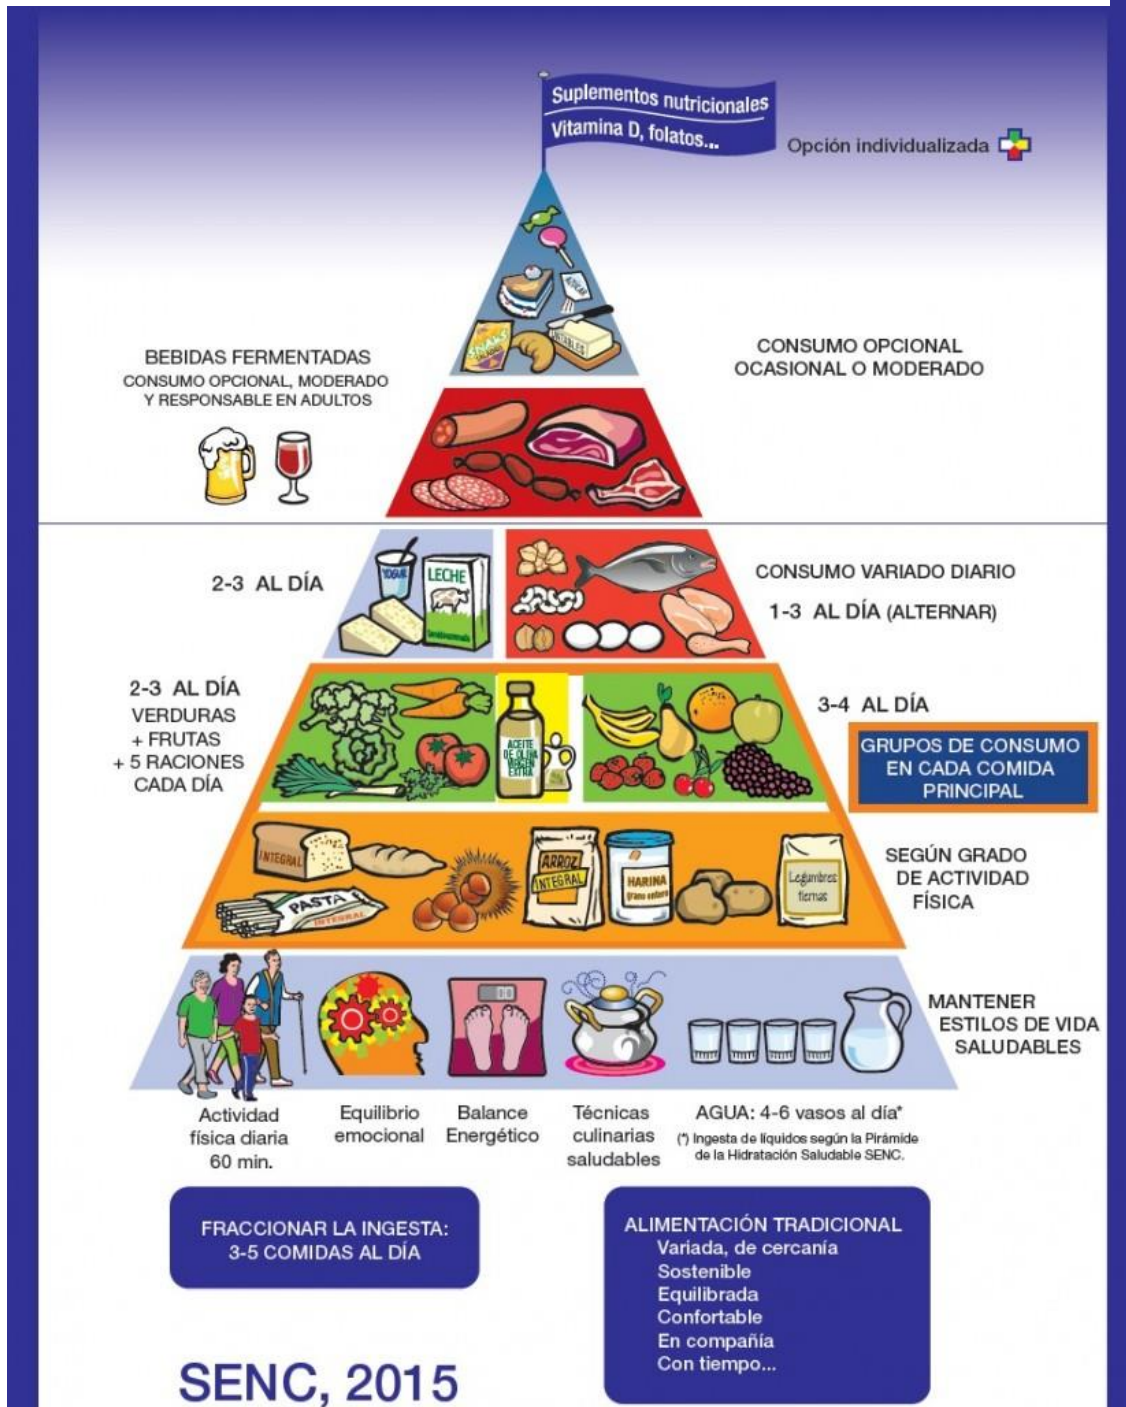 Suplementos nutricionales
Vitamina D, folatos...
Opción individualizada
AZÚCAR
SNAKS
UNTABLES
BEBIDAS FERMENTADAS
CONSUMO OPCIONAL, MODERADO
Y RESPONSABLE EN ADULTOS
CONSUMO OPCIONAL
OCASIONAL O MODERADO
2-3 AL DÍA
YOGUR
LECHE
CONSUMO VARIADO DIARIO
1-3 AL DÍA (ALTERNAR)
2-3 AL DÍA
VERDURAS
+ FRUTAS
+ 5 RACIONES
CADA DÍA
ACEITE
DE OLIVA
VIRGEN
EXTRA
3-4 AL DÍA
GRUPOS DE CONSUMO
EN CADA COMIDA
PRINCIPAL
INTEGRAL
PASTA
INTEGRAL
ARROZ
INTEGRAL
HARINA
grano entero
Legumbres
tiernas
SEGÚN GRADO
DE ACTIVIDAD
FÍSICA
MANTENER
ESTILOS DE VIDA
SALUDABLES
Actividad
física diaria
60 min.
Equilibrio
emocional
Balance
Energético
Técnicas
culinarias
saludables
AGUA: 4-6 vasos al día*
(*) Ingesta de líquidos según la Pirámide
de la Hidratación Saludable SENC.
FRACCIONAR LA INGESTA:
3-5 COMIDAS AL DÍA
ALIMENTACIÓN TRADICIONAL
Variada, de cercanía
Sostenible
Equilibrada
Confortable
En compañía
Con tiempo...
SENC, 2015